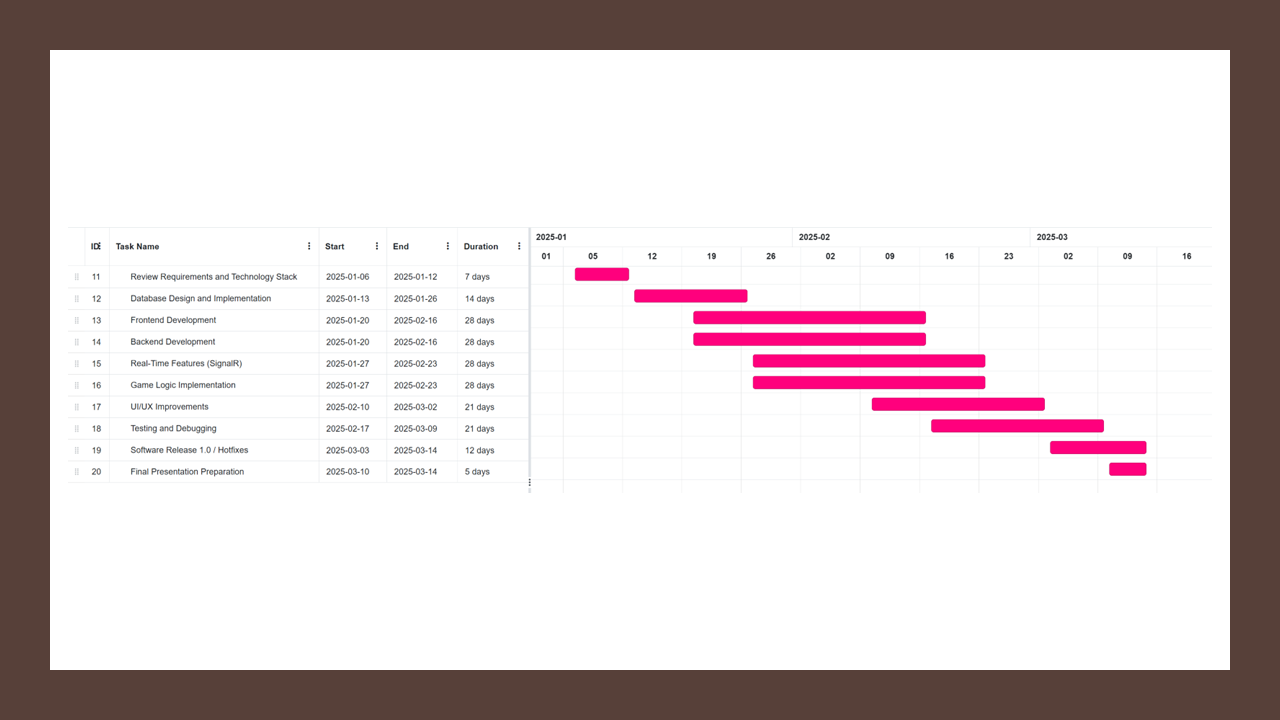 ID Task Name Start End Duration
2025-01 2025-02 2025-03
01 05 12 19 26 02 09 16 23 02 09 16
11 Review Requirements and Technology Stack 2025-01-06 2025-01-12 7 days
12 Database Design and Implementation 2025-01-13 2025-01-26 14 days
13 Frontend Development 2025-01-20 2025-02-16 28 days
14 Backend Development 2025-01-20 2025-02-16 28 days
15 Real-Time Features (SignalR) 2025-01-27 2025-02-23 28 days
16 Game Logic Implementation 2025-01-27 2025-02-23 28 days
17 UI/UX Improvements 2025-02-10 2025-03-02 21 days
18 Testing and Debugging 2025-02-17 2025-03-09 21 days
19 Software Release 1.0 / Hotfixes 2025-03-03 2025-03-14 12 days
20 Final Presentation Preparation 2025-03-10 2025-03-14 5 days